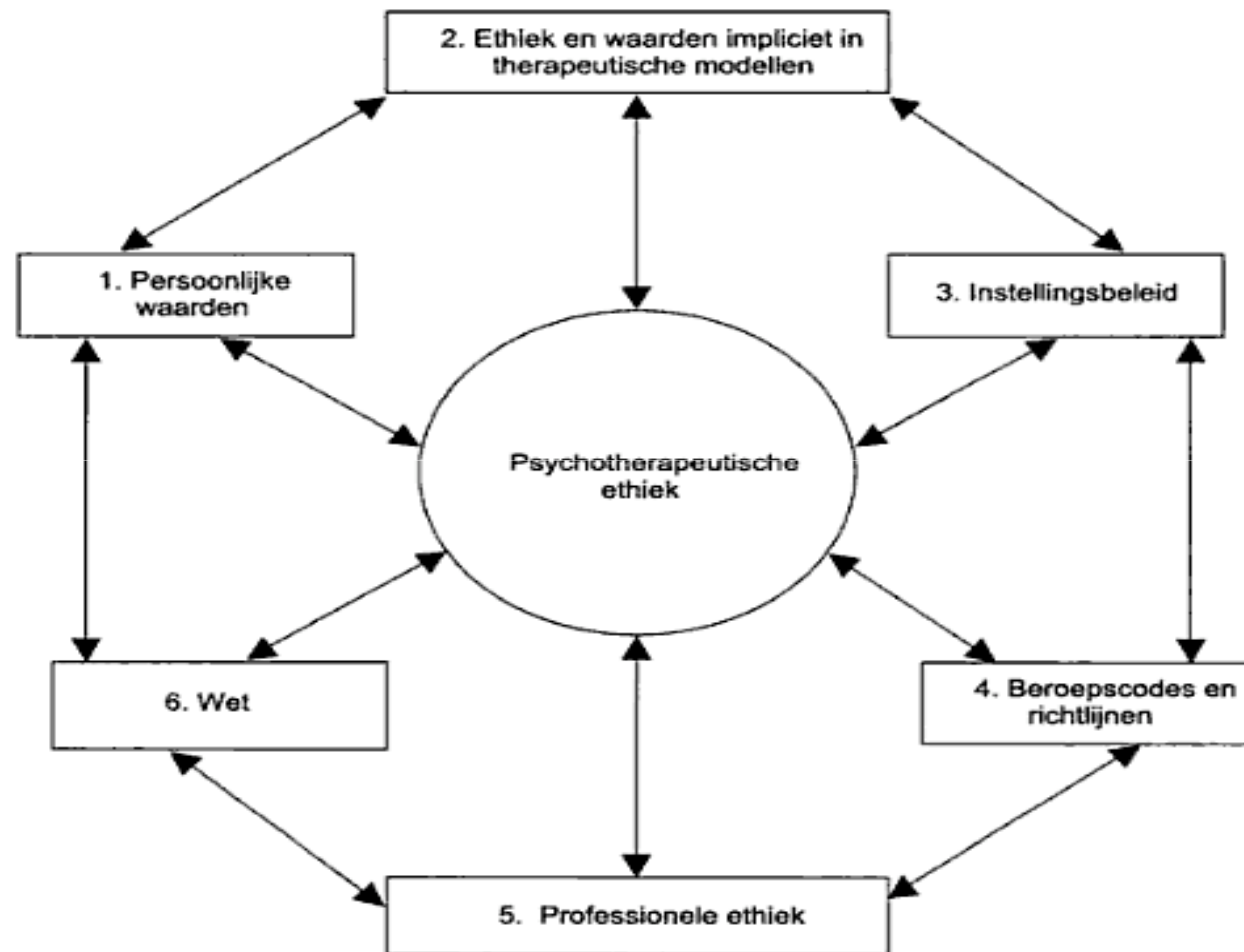 2. Ethiek en waarden impliciet in
therapeutische modellen
1. Persoonlijke
waarden
3. Instellingsbeleid
Psychotherapeutische
ethiek
6. Wet
4. Beroepscodes en
richtlijnen
5. Professionele ethiek